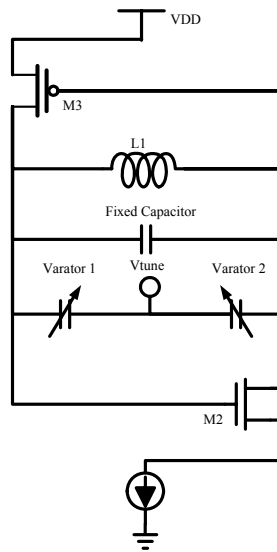 VDD
M3
L1
Fixed Capacitor
Varator 1
Vtune
Varator 2
M2